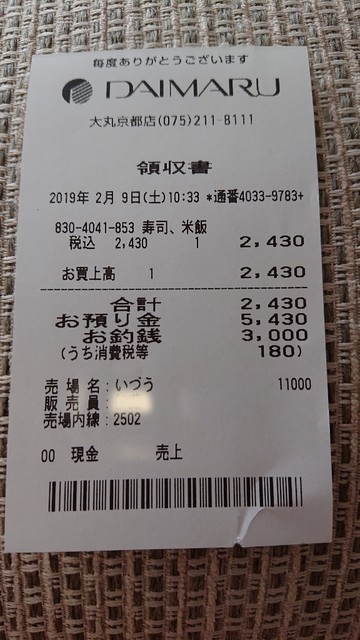 毎度ありがとうございます
DAIMARU
大丸京都店(075)211-8111
領収書
2019年 2月 9日(土)10:33 *通番4033-9783+
830-4041-853 寿司、米飯
税込 2,430 1 2,430
お買上高 1 2,430
合計 2,430
お預り金 5,430
お釣銭 3,000
(うち消費税等 180)
売場名:いづう 11000
販売員:
売場内線:2502
00 現金 売上